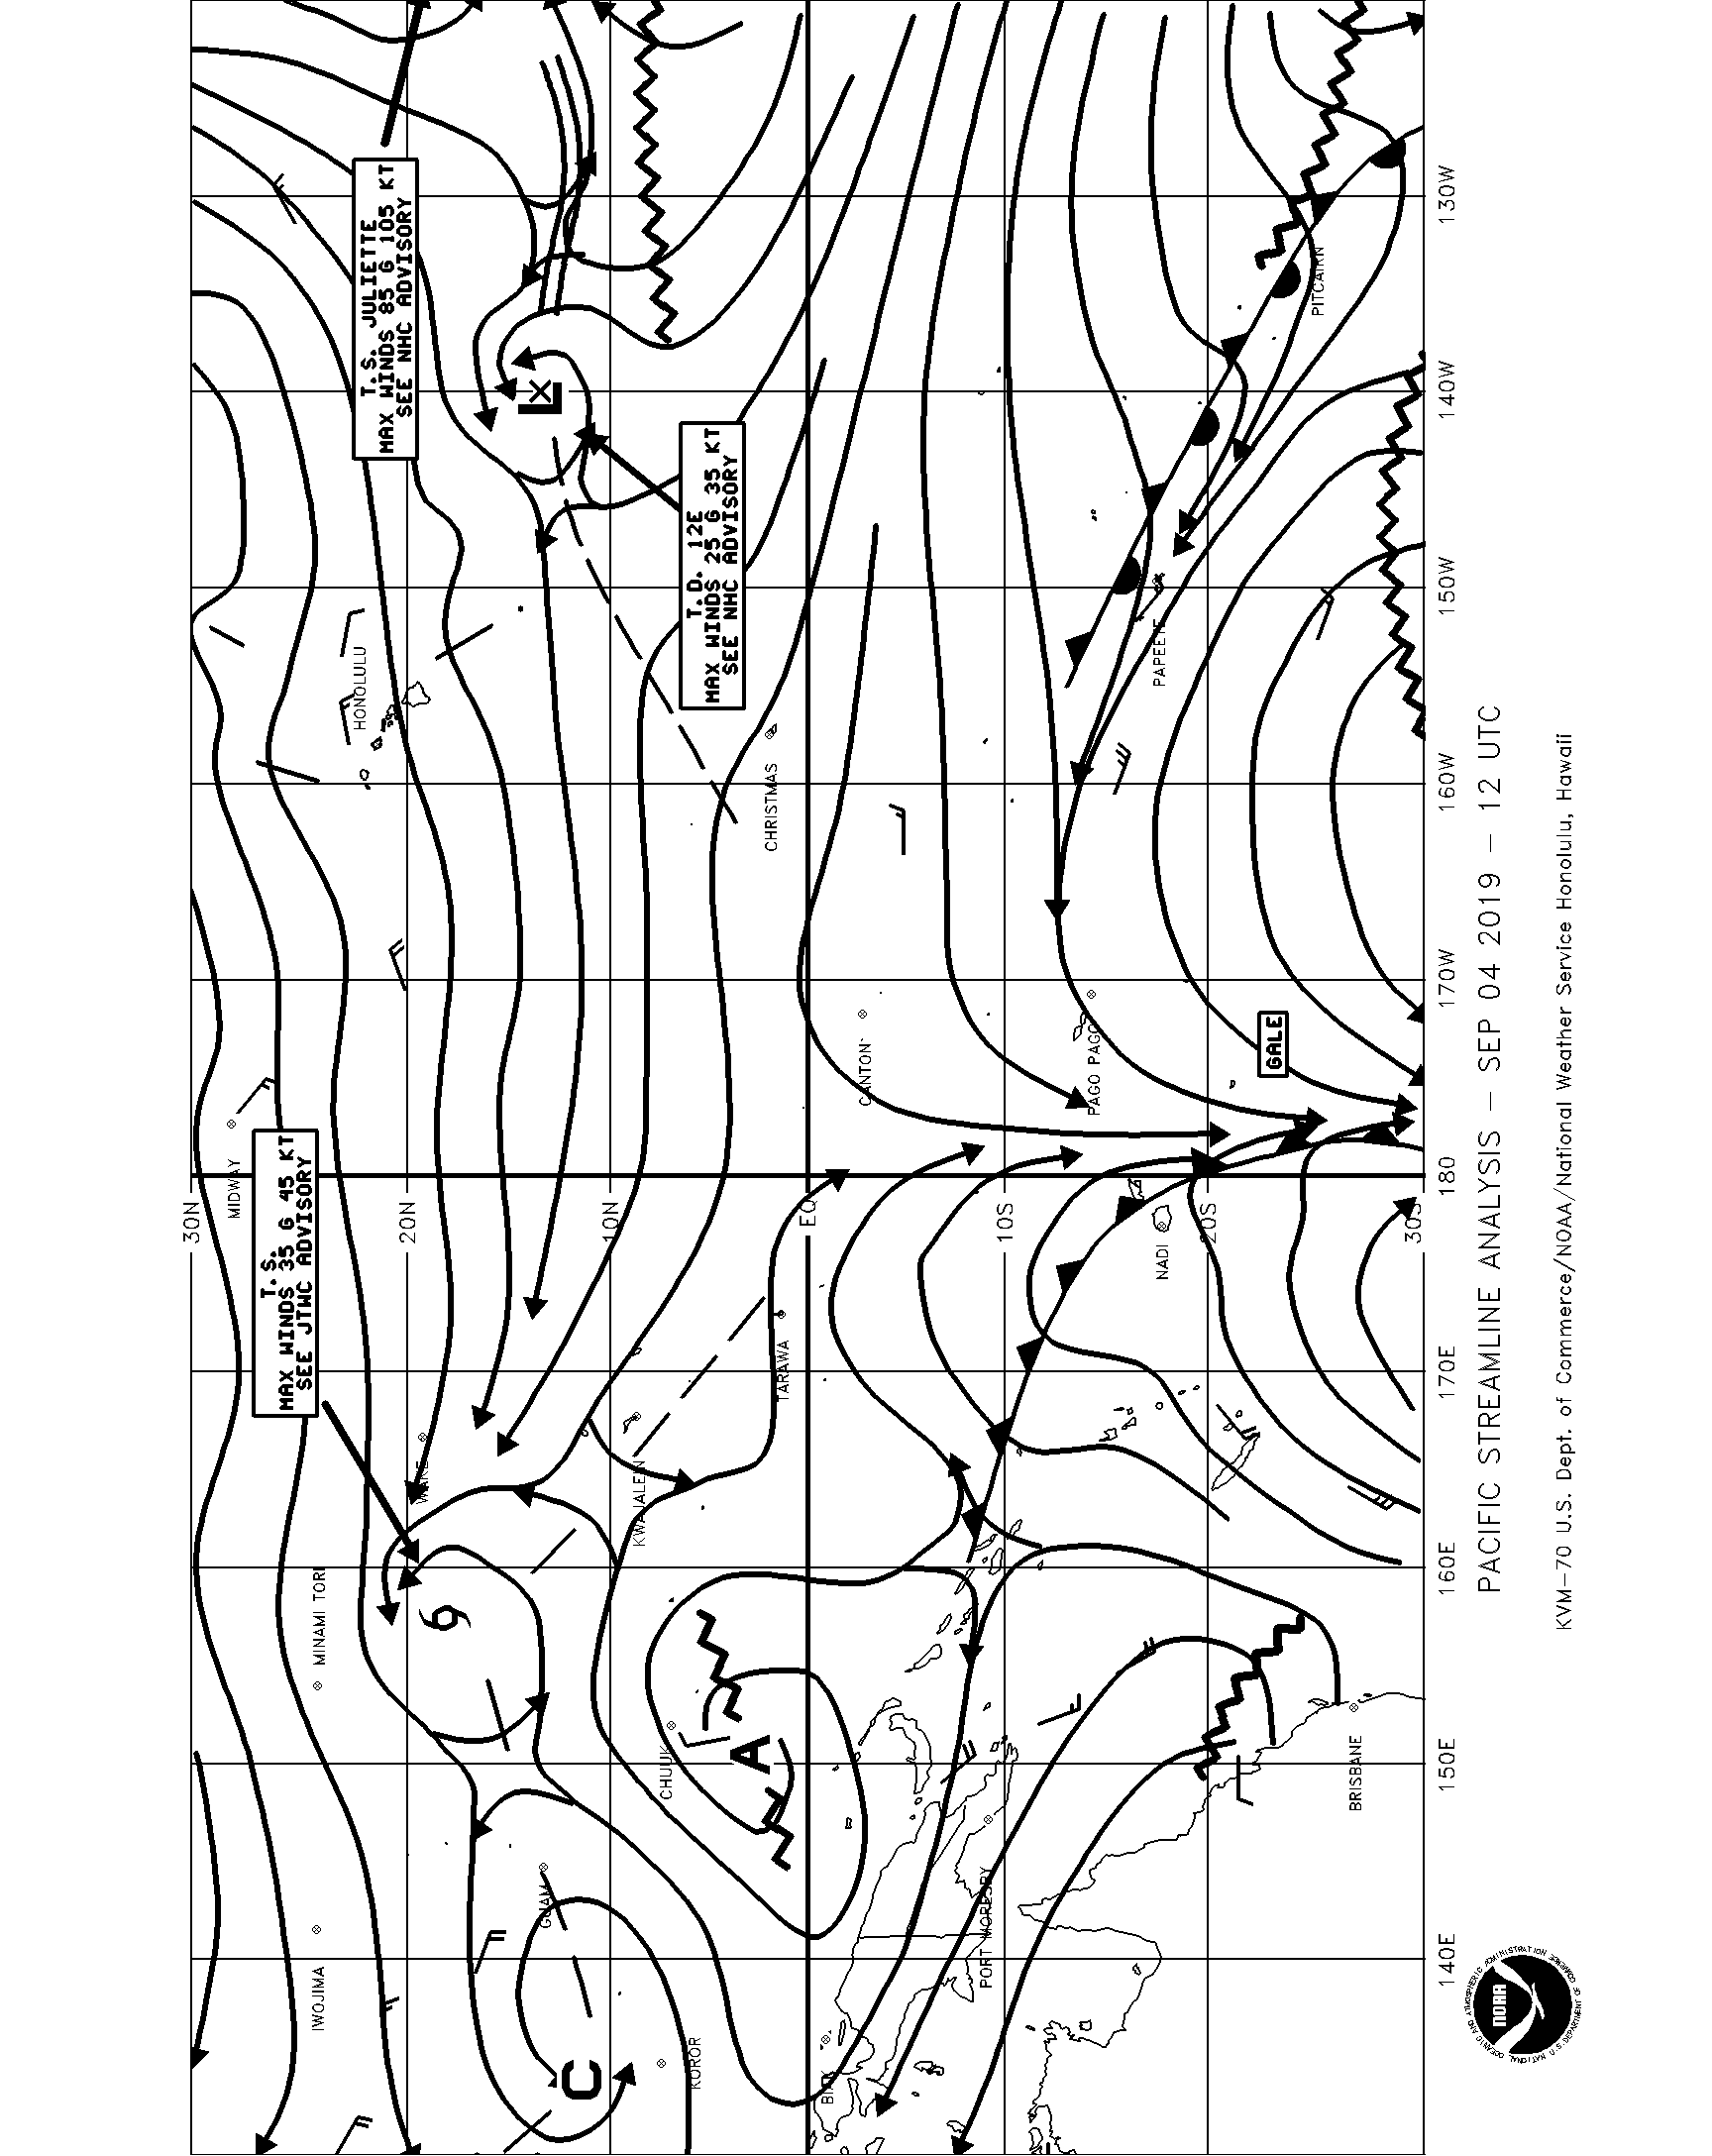 T.S. JULIETTE
MAX WINDS 85 G 105 KT
SEE NHC ADVISORY
T.D. 12E
MAX WINDS 25 G 35 KT
SEE NHC ADVISORY
T.S.
MAX WINDS 35 G 45 KT
SEE JTWC ADVISORY
GALE
L
A
C
30N
20N
10N
EQ
10S
20S
30S
140E
150E
160E
170E
180
170W
160W
150W
140W
130W
IWOJIMA
MINAMI TORI
MIDWAY
HONOLULU
WAKE
GUAM
KOROR
CHUUK
KWAJALEIN
TARAWA
CHRISTMAS
BIAK
CANTON
PORT MORESBY
PAGO PAGO
NADI
PAPEETE
PITCAIRN
BRISBANE
PACIFIC STREAMLINE ANALYSIS – SEP 04 2019 – 12 UTC
KVM–70 U.S. Dept. of Commerce/NOAA/National Weather Service Honolulu, Hawaii
NOAA
NATIONAL OCEANIC AND ATMOSPHERIC ADMINISTRATION
U.S. DEPARTMENT OF COMMERCE